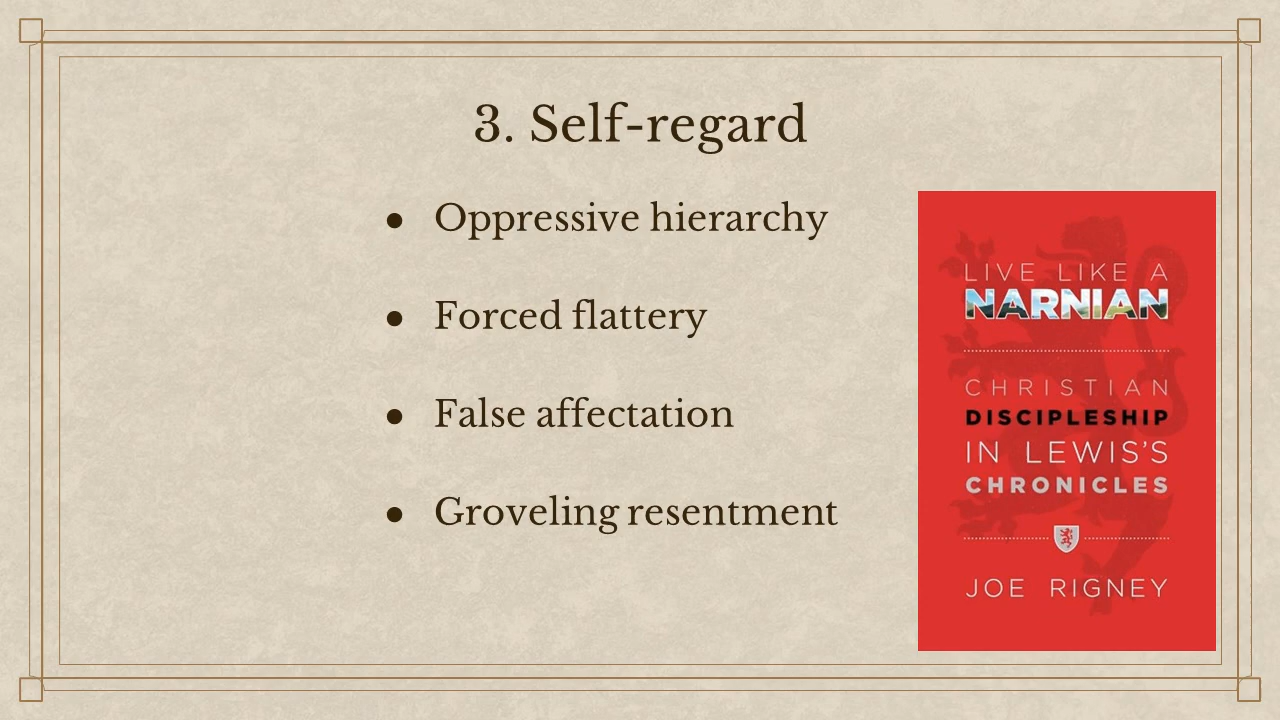 3. Self-regard
● Oppressive hierarchy
● Forced flattery
● False affectation
● Groveling resentment
LIVE LIKE A
NARNIAN
CHRISTIAN
DISCIPLESHIP
IN LEWIS'S
CHRONICLES
JOE RIGNEY